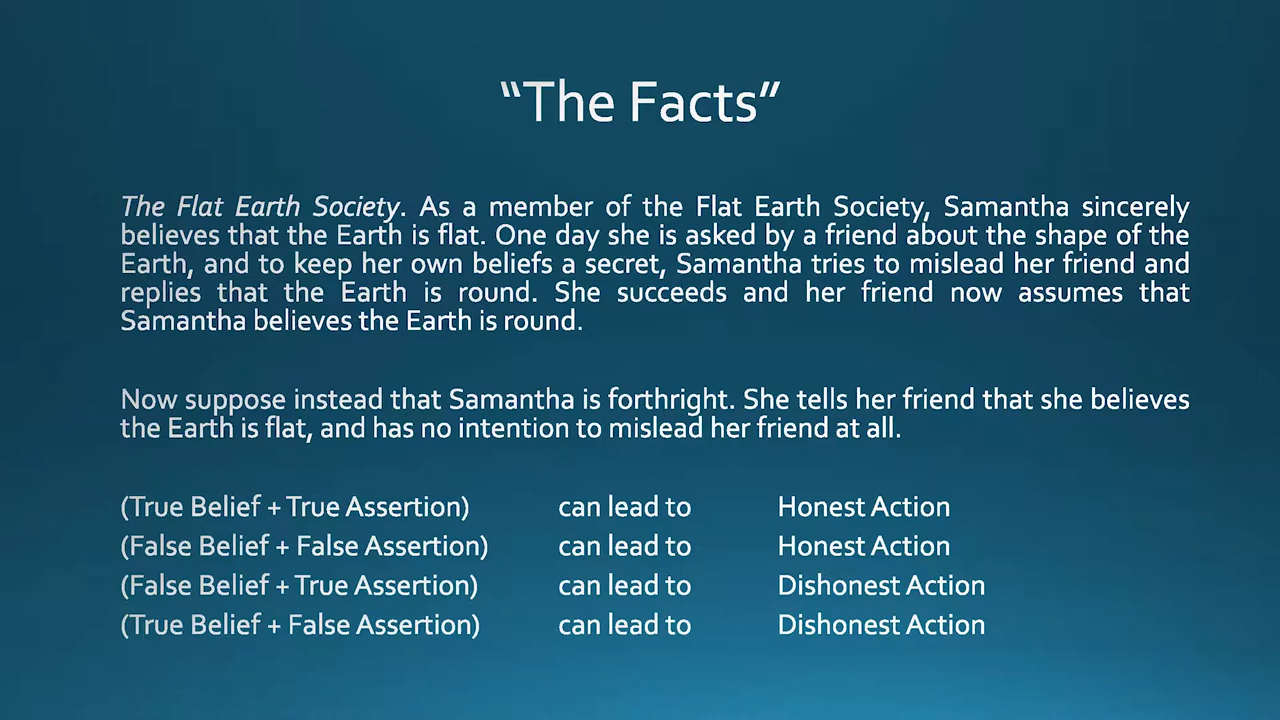 “The Facts”
The Flat Earth Society. As a member of the Flat Earth Society, Samantha sincerely
believes that the Earth is flat. One day she is asked by a friend about the shape of the
Earth, and to keep her own beliefs a secret, Samantha tries to mislead her friend and
replies that the Earth is round. She succeeds and her friend now assumes that
Samantha believes the Earth is round.
Now suppose instead that Samantha is forthright. She tells her friend that she believes
the Earth is flat, and has no intention to mislead her friend at all.
(True Belief + True Assertion) can lead to Honest Action
(False Belief + False Assertion) can lead to Honest Action
(False Belief + True Assertion) can lead to Dishonest Action
(True Belief + False Assertion) can lead to Dishonest Action